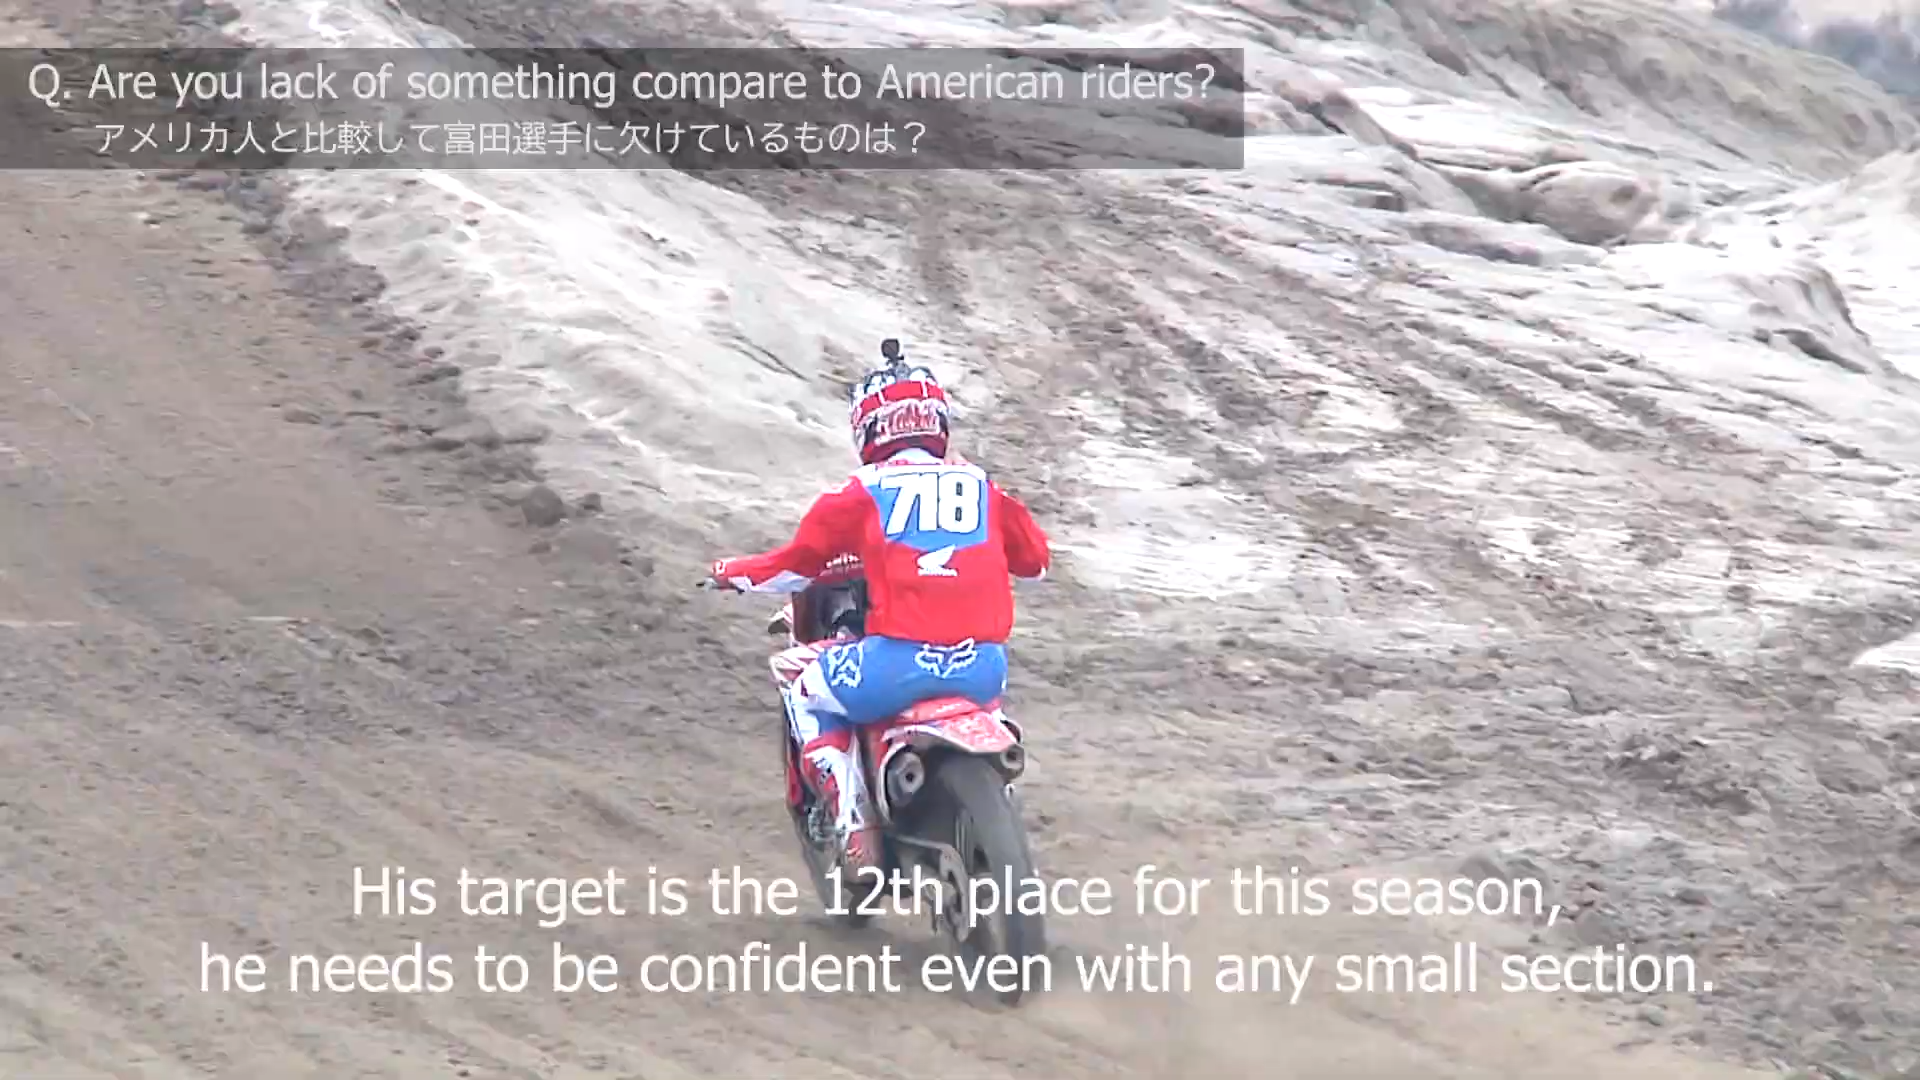 Q. Are you lack of something compare to American riders?
アメリカ人と比較して富田選手に欠けているものは？
718
HONDA
His target is the 12th place for this season,
he needs to be confident even with any small section.